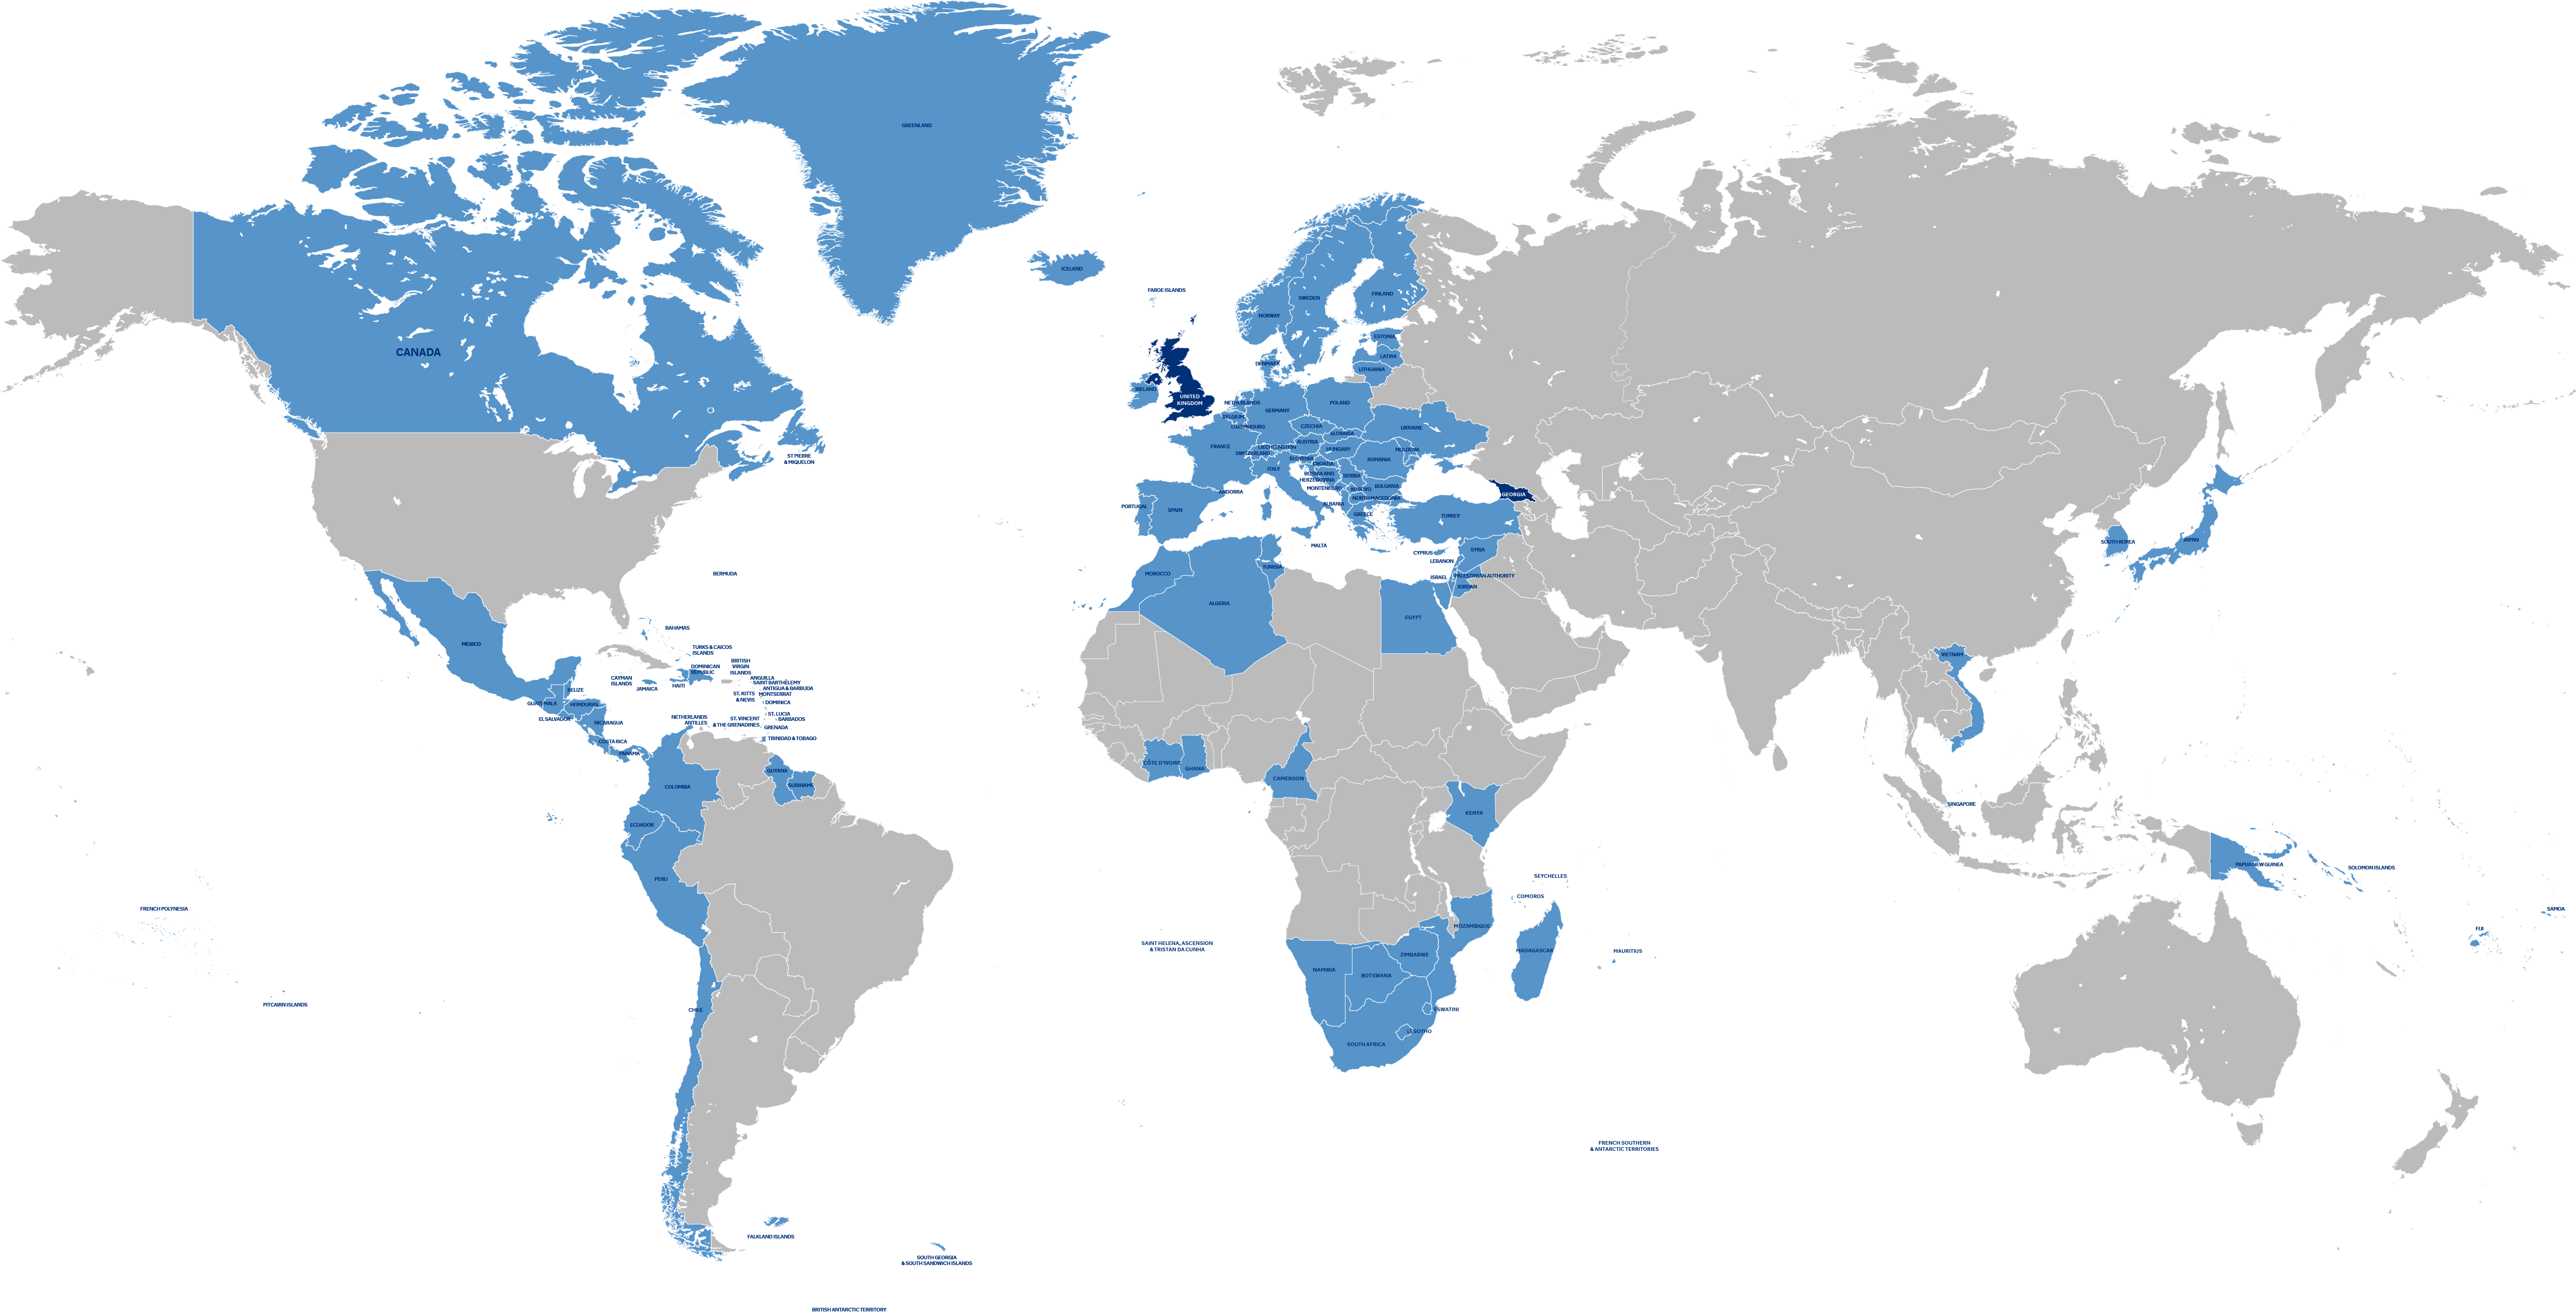 GREENLAND
ICELAND
FAROE ISLANDS
CANADA
ST PIERRE
& MIQUELON
BERMUDA
MEXICO
BAHAMAS
TURKS & CAICOS
ISLANDS
DOMINICAN
REPUBLIC
BRITISH
VIRGIN
ISLANDS
CAYMAN
ISLANDS
JAMAICA
HAITI
ANGUILLA
SAINT BARTHÉLEMY
ANTIGUA & BARBUDA
ST. KITTS
& NEVIS
MONTSERRAT
DOMINICA
ST. LUCIA
BARBADOS
ST. VINCENT
& THE GRENADINES
GRENADA
NETHERLANDS
ANTILLES
TRINIDAD & TOBAGO
BELIZE
GUATEMALA
HONDURAS
EL SALVADOR
NICARAGUA
COSTA RICA
PANAMA
COLOMBIA
GUYANA
SURINAME
ECUADOR
PERU
CHILE
FRENCH POLYNESIA
PITCAIRN ISLANDS
FALKLAND ISLANDS
SOUTH GEORGIA
& SOUTH SANDWICH ISLANDS
BRITISH ANTARCTIC TERRITORY
NORWAY
SWEDEN
FINLAND
ESTONIA
LATIRA
LITHUANIA
DENMARK
IRELAND
UNITED
KINGDOM
NETHERLANDS
BELGIUM
LUXEMBOURG
GERMANY
POLAND
CZECHIA
SLOVAKIA
UKRAINE
FRANCE
LIECHTENSTEIN
SWITZERLAND
AUSTRIA
HUNGARY
MOLDOVA
SLOVENIA
CROATIA
ROMANIA
ITALY
BOSNIA AND
HERZEGOVINA
SERBIA
MONTENEGRO
KOSOVO
BULGARIA
NORTH MACEDONIA
ALBANIA
GREECE
ANDORRA
PORTUGAL
SPAIN
MALTA
GEORGIA
TURKEY
CYPRUS
SYRIA
LEBANON
ISRAEL
PALESTINIAN AUTHORITY
JORDAN
MOROCCO
ALGERIA
TUNISIA
EGYPT
CÔTE D'IVOIRE
GHANA
CAMEROON
KENYA
SEYCHELLES
COMOROS
MOZAMBIQUE
MADAGASCAR
MAURITIUS
SAINT HELENA, ASCENSION
& TRISTAN DA CUNHA
ZIMBABWE
NAMIBIA
BOTSWANA
ESWATINI
LESOTHO
SOUTH AFRICA
FRENCH SOUTHERN
& ANTARCTIC TERRITORIES
SOUTH KOREA
JAPAN
VIETNAM
SINGAPORE
PAPUA NEW GUINEA
SOLOMON ISLANDS
SAMOA
FIJI